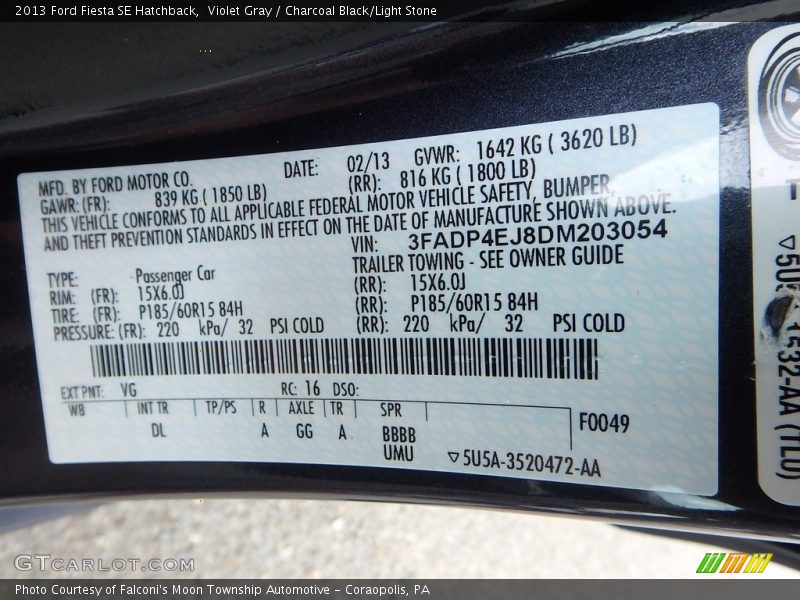 2013 Ford Fiesta SE Hatchback,  Violet Gray / Charcoal Black/Light Stone
MFD. BY FORD MOTOR CO. DATE: 02/13 GVWR: 1642 KG ( 3620 LB)
GAWR: (FR): 839 KG ( 1850 LB) (RR): 816 KG ( 1800 LB)
THIS VEHICLE CONFORMS TO ALL APPLICABLE FEDERAL MOTOR VEHICLE SAFETY, BUMPER,
AND THEFT PREVENTION STANDARDS IN EFFECT ON THE DATE OF MANUFACTURE SHOWN ABOVE.
VIN: 3FADP4EJ8DM203054
TYPE: Passenger Car TRAILER TOWING - SEE OWNER GUIDE
RIM: (FR): 15X6.0J (RR): 15X6.0J
TIRE: (FR): P185/60R15 84H (RR): P185/60R15 84H
PRESSURE: (FR): 220 kPa/ 32 PSI COLD (RR): 220 kPa/ 32 PSI COLD
EXT PNT: VG RC: 16 DSO:
WB INT TR TP/PS R AXLE TR SPR
F0049
DL A GG A BBBB
UMU ▽5U5A-3520472-AA
1532-AA (TLU)
GTCARLOT.COM
Photo Courtesy of Falconi's Moon Township Automotive – Coraopolis, PA